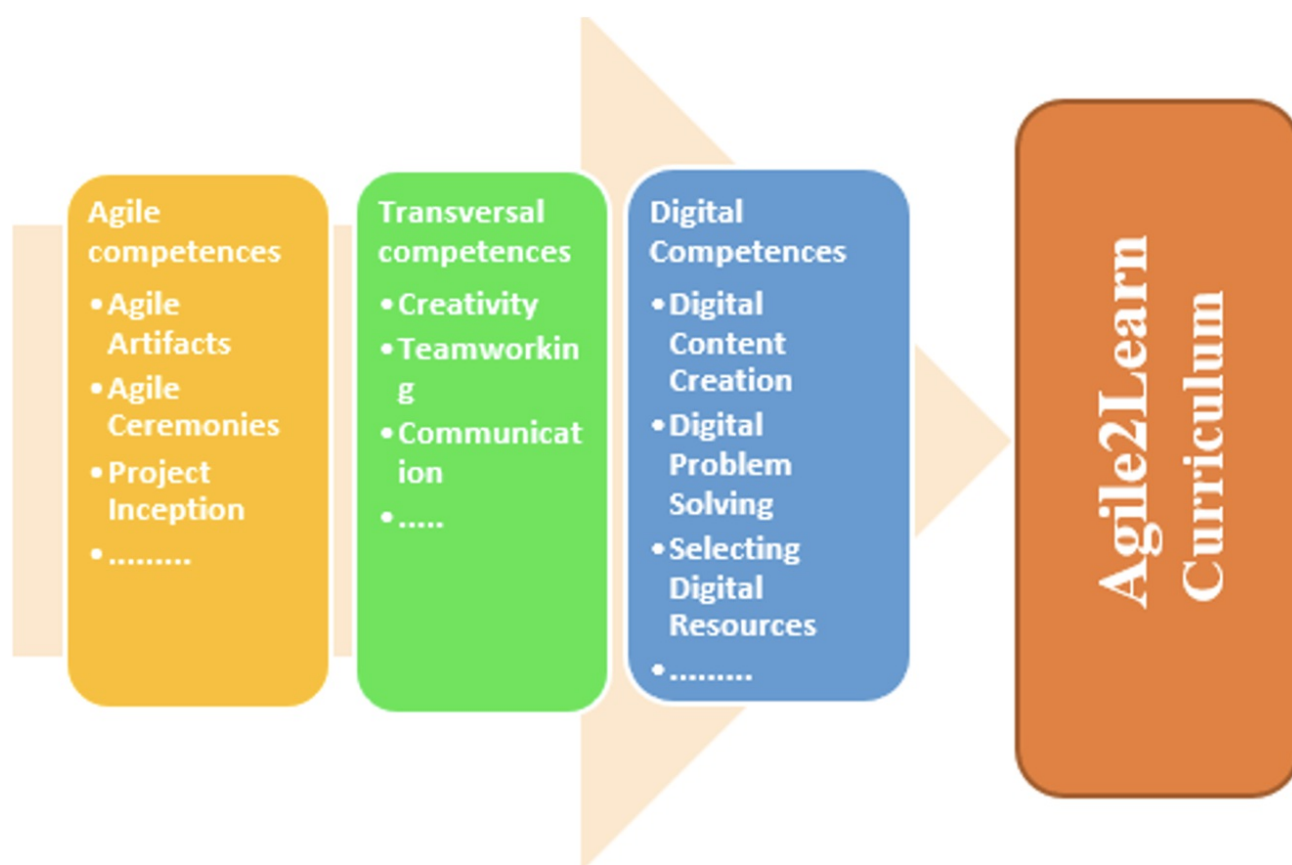 Agile
competences
• Agile
Artifacts
• Agile
Ceremonies
• Project
Inception
• .........
Transversal
competences
• Creativity
• Teamworkin
g
• Communicat
ion
• .....
Digital
Competences
• Digital
Content
Creation
• Digital
Problem
Solving
• Selecting
Digital
Resources
• .........
Agile2Learn
Curriculum